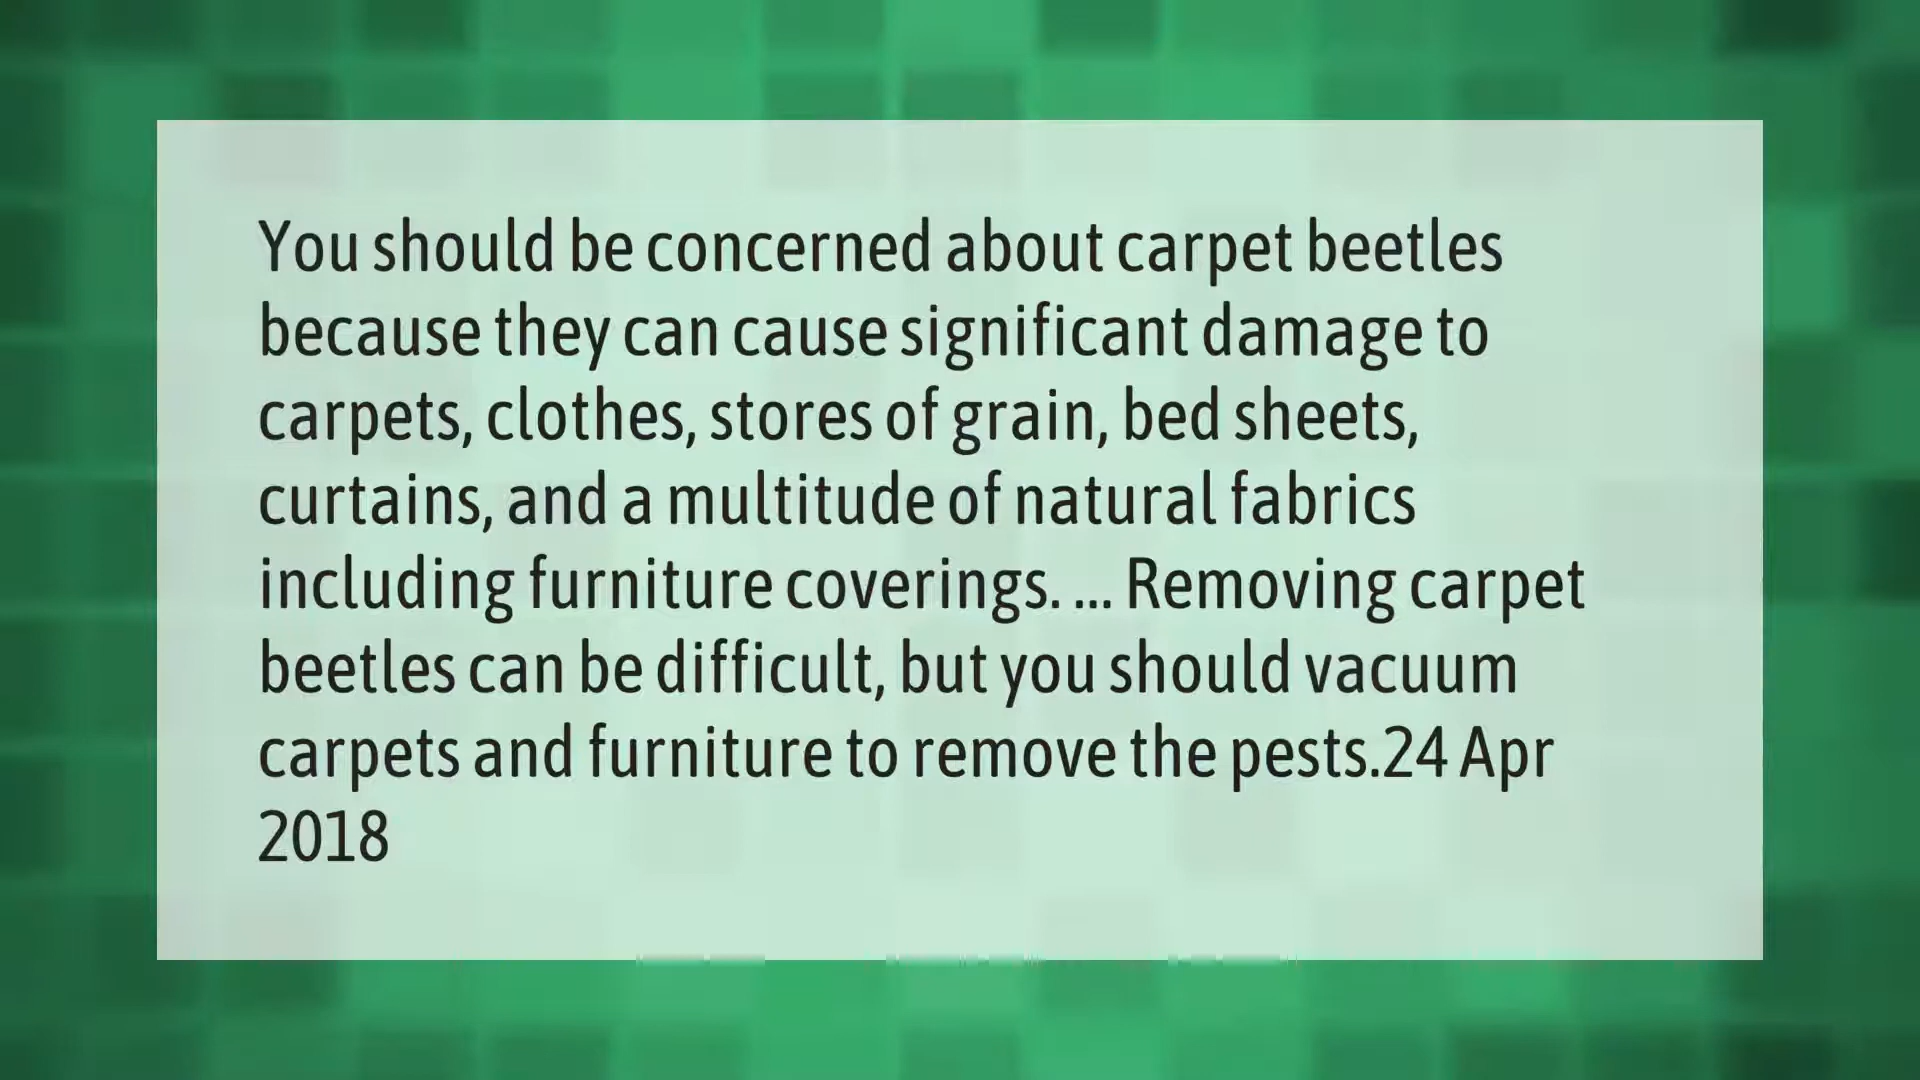 You should be concerned about carpet beetles
because they can cause significant damage to
carpets, clothes, stores of grain, bed sheets,
curtains, and a multitude of natural fabrics
including furniture coverings. ... Removing carpet
beetles can be difficult, but you should vacuum
carpets and furniture to remove the pests.24 Apr
2018